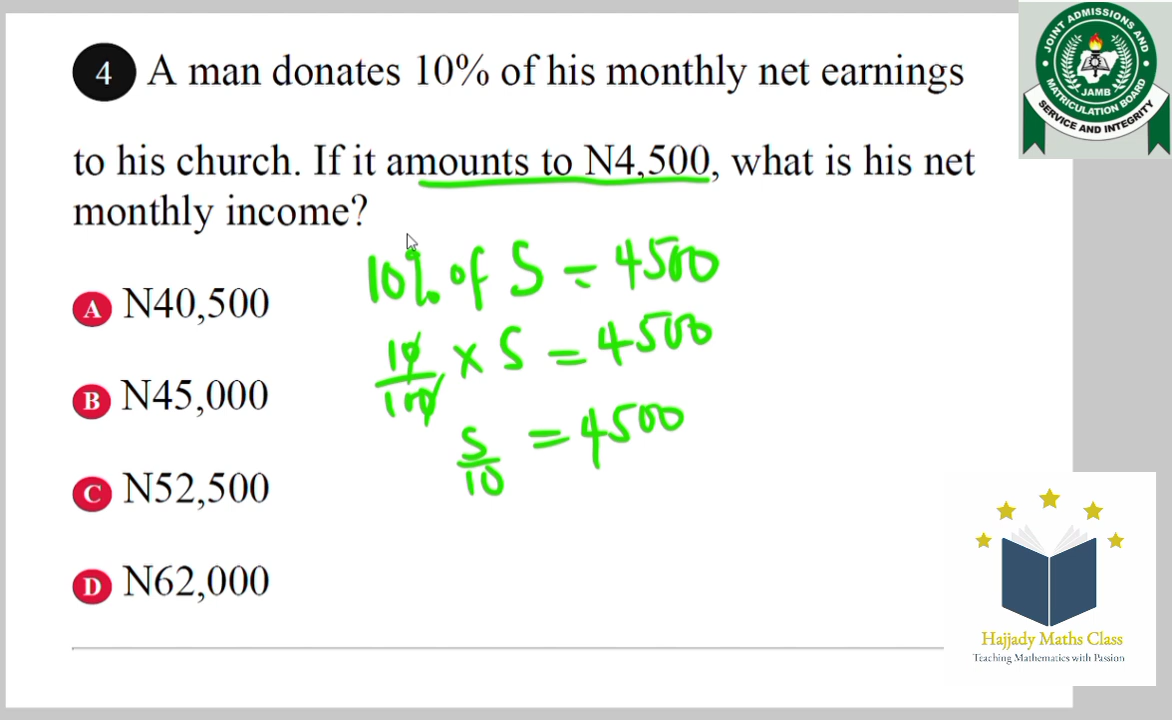 4 A man donates 10% of his monthly net earnings
to his church. If it amounts to N4,500, what is his net
monthly income?
10% of S = 4500
A N40,500
10/100 × S = 4500
B N45,000
S/10 = 4500
C N52,500
D N62,000
JOINT ADMISSIONS AND
MATRICULATION BOARD
JAMB
SERVICE AND INTEGRITY
Hajjady Maths Class
Teaching Mathematics with Passion